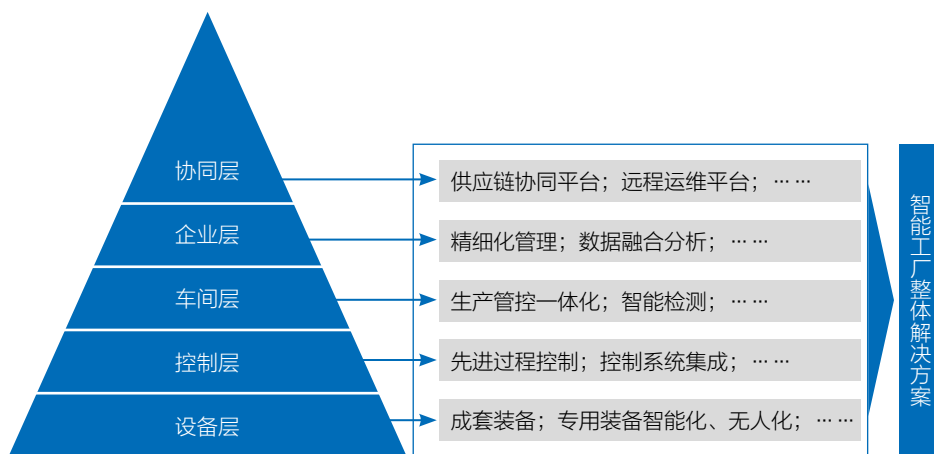 协同层
供应链协同平台；远程运维平台；… …
企业层
精细化管理；数据融合分析；… …
车间层
生产管控一体化；智能检测；… …
控制层
先进过程控制；控制系统集成；… …
设备层
成套装备；专用装备智能化、无人化；… …
智能工厂整体解决方案